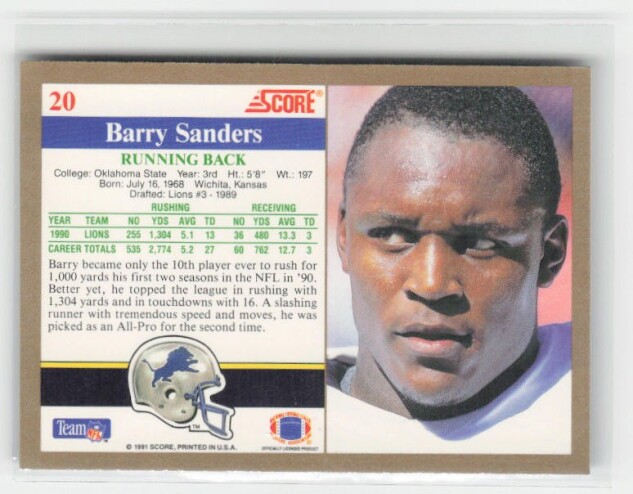 20
SCORE®
Barry Sanders
RUNNING BACK
College: Oklahoma State Year: 3rd Ht.: 5'8" Wt.: 197
Born: July 16, 1968 Wichita, Kansas
Drafted: Lions #3 - 1989
RUSHING RECEIVING
YEAR TEAM NO YDS AVG TD NO YDS AVG TD
1990 LIONS 255 1,304 5.1 13 36 480 13.3 3
CAREER TOTALS 535 2,774 5.2 27 60 762 12.7 3
Barry became only the 10th player ever to rush for
1,000 yards his first two seasons in the NFL in '90.
Better yet, he topped the league in rushing with
1,304 yards and in touchdowns with 16. A slashing
runner with tremendous speed and moves, he was
picked as an All-Pro for the second time.
TM
Team NFL
© 1991 SCORE, PRINTED IN U.S.A.
OFFICIALLY LICENSED PRODUCT